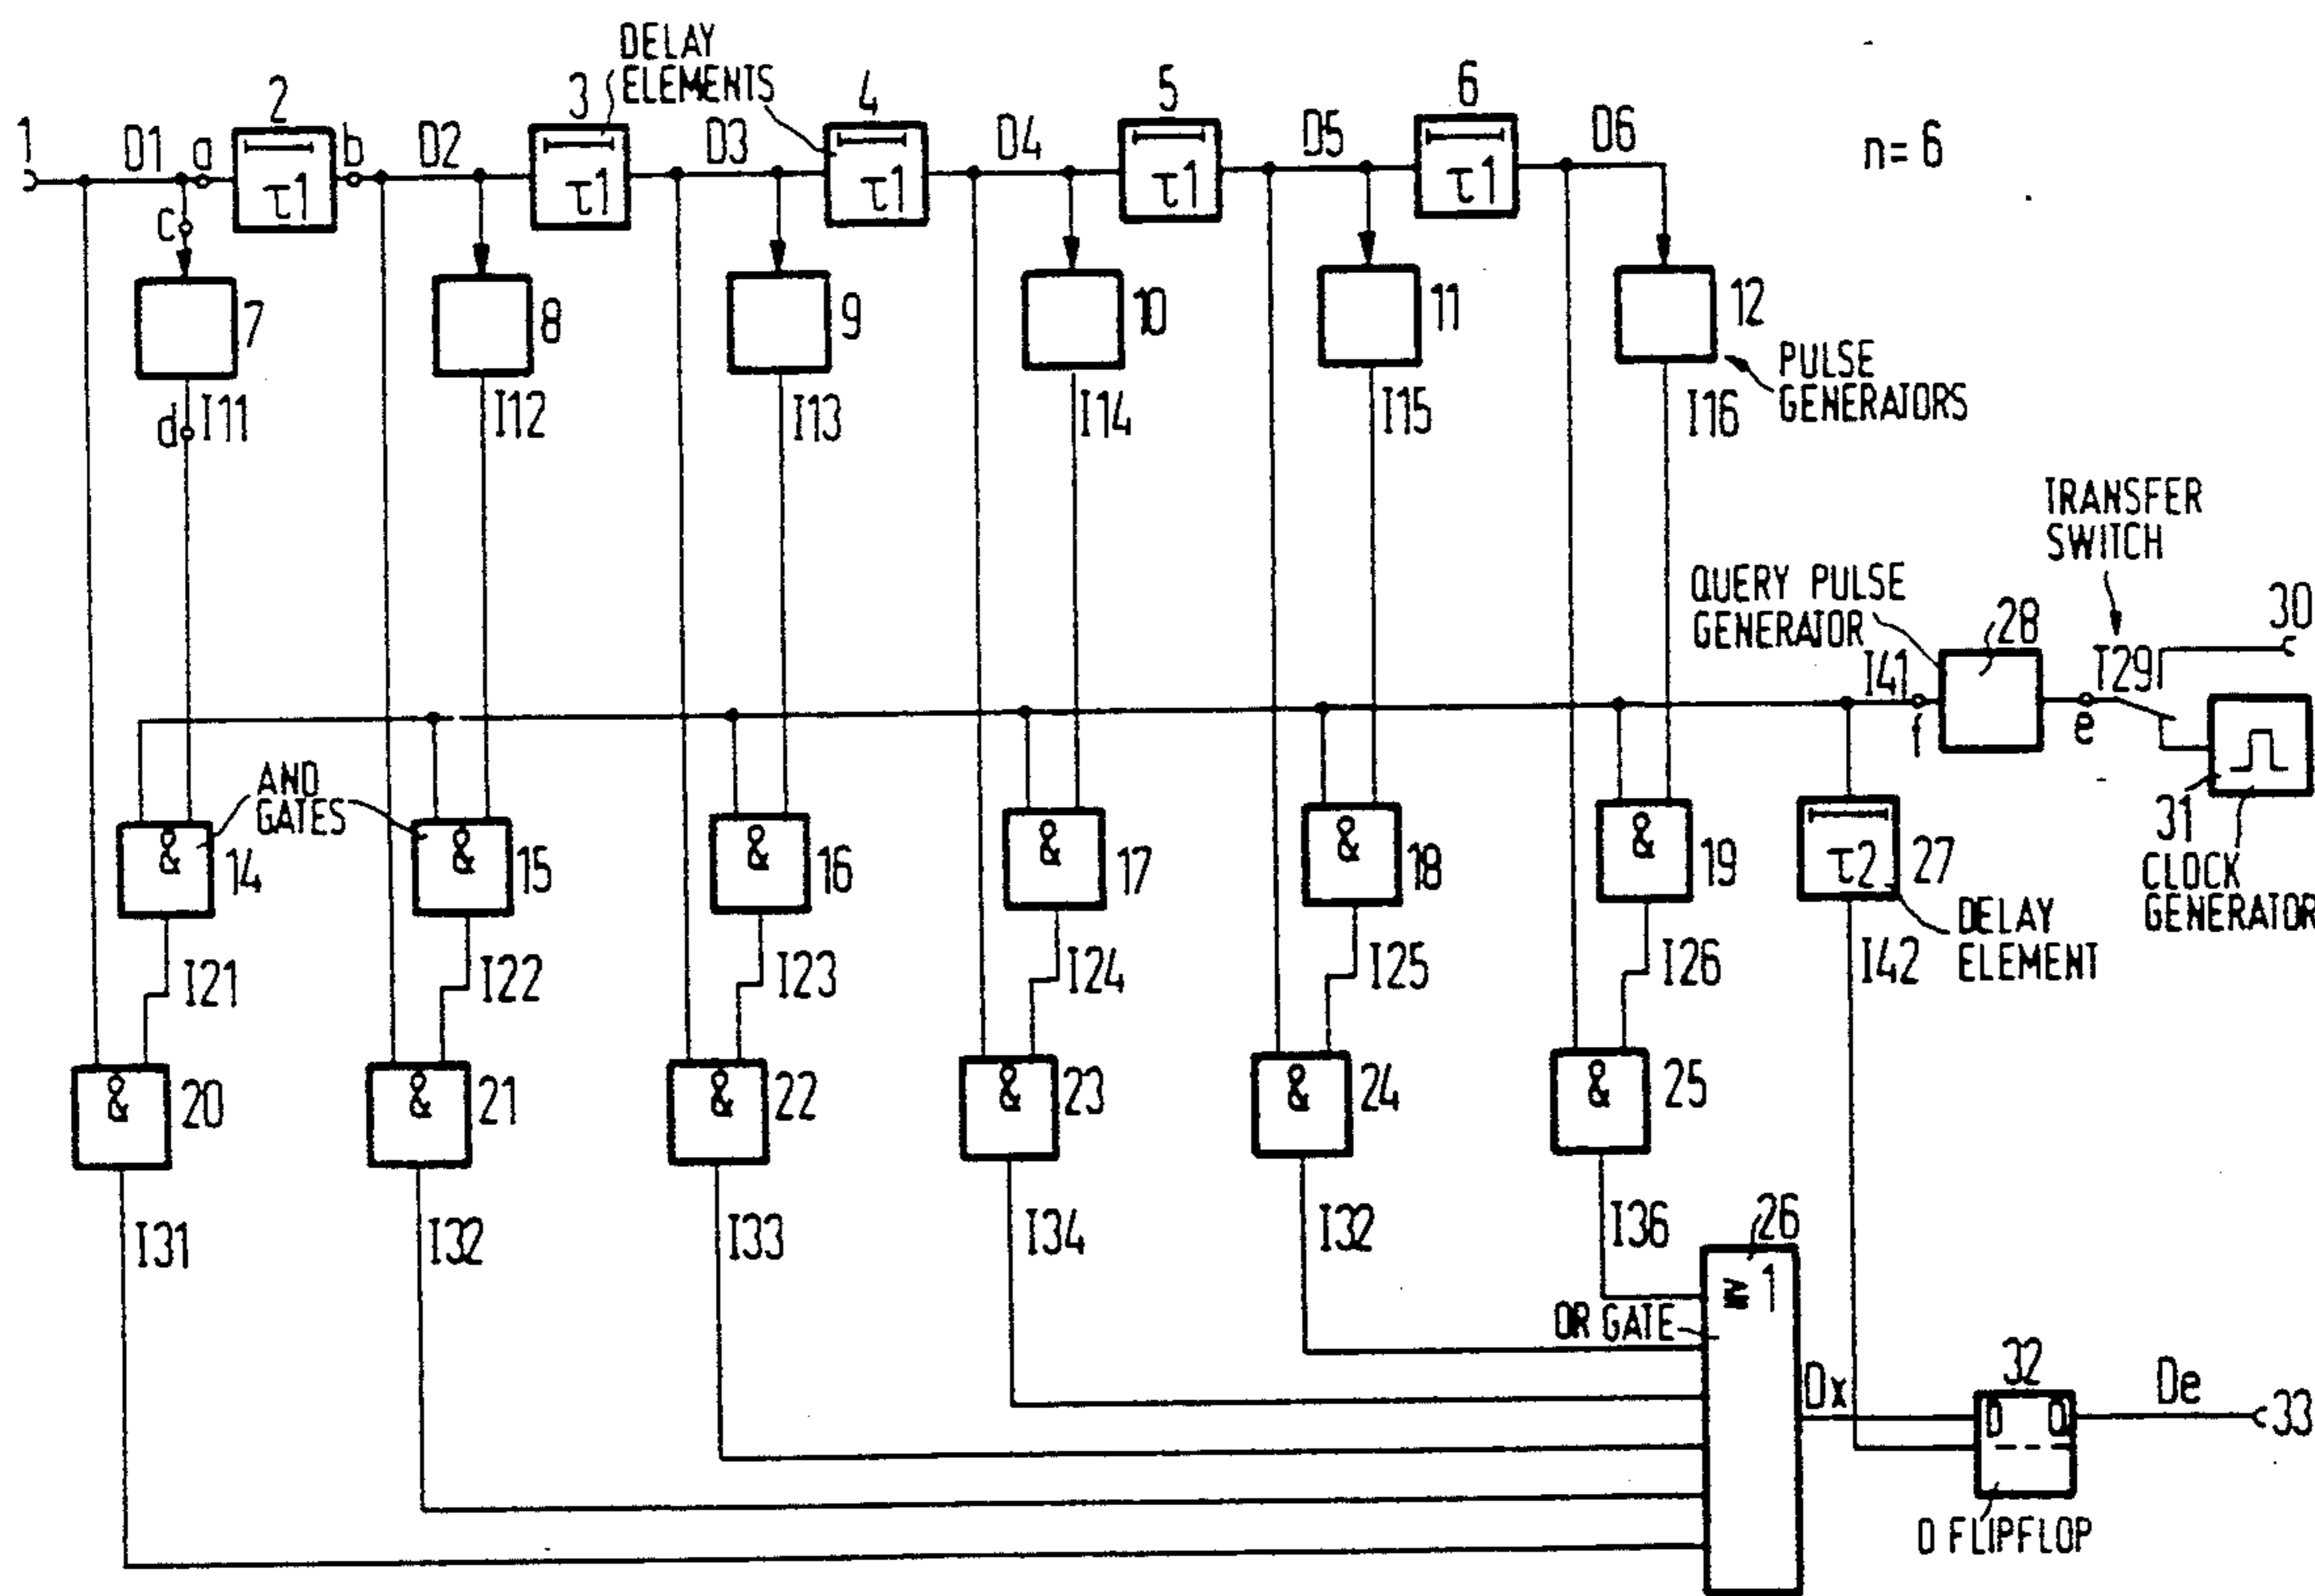 DELAY
ELEMENTS
1 D1 a 2 b D2 3 D3 4 D4 5 D5 6 D6 n= 6
τ1 τ1 τ1 τ1 τ1
c
7 8 9 10 11 12
PULSE
GENERATORS
d I11 I12 I13 I14 I15 I16
TRANSFER
SWITCH
QUERY PULSE
GENERATOR
28 30
I41 f e T29
AND
GATES
& 14 & 15 & 16 & 17 & 18 & 19
τ2 27
31
CLOCK
GENERATOR
DELAY
ELEMENT
I21 I22 I23 I24 I25 I26 I42
& 20 & 21 & 22 & 23 & 24 & 25
I31 I32 I33 I34 I32 I36
26
≥ 1
OR GATE
Dx 32 De 33
D Q
D FLIPFLOP